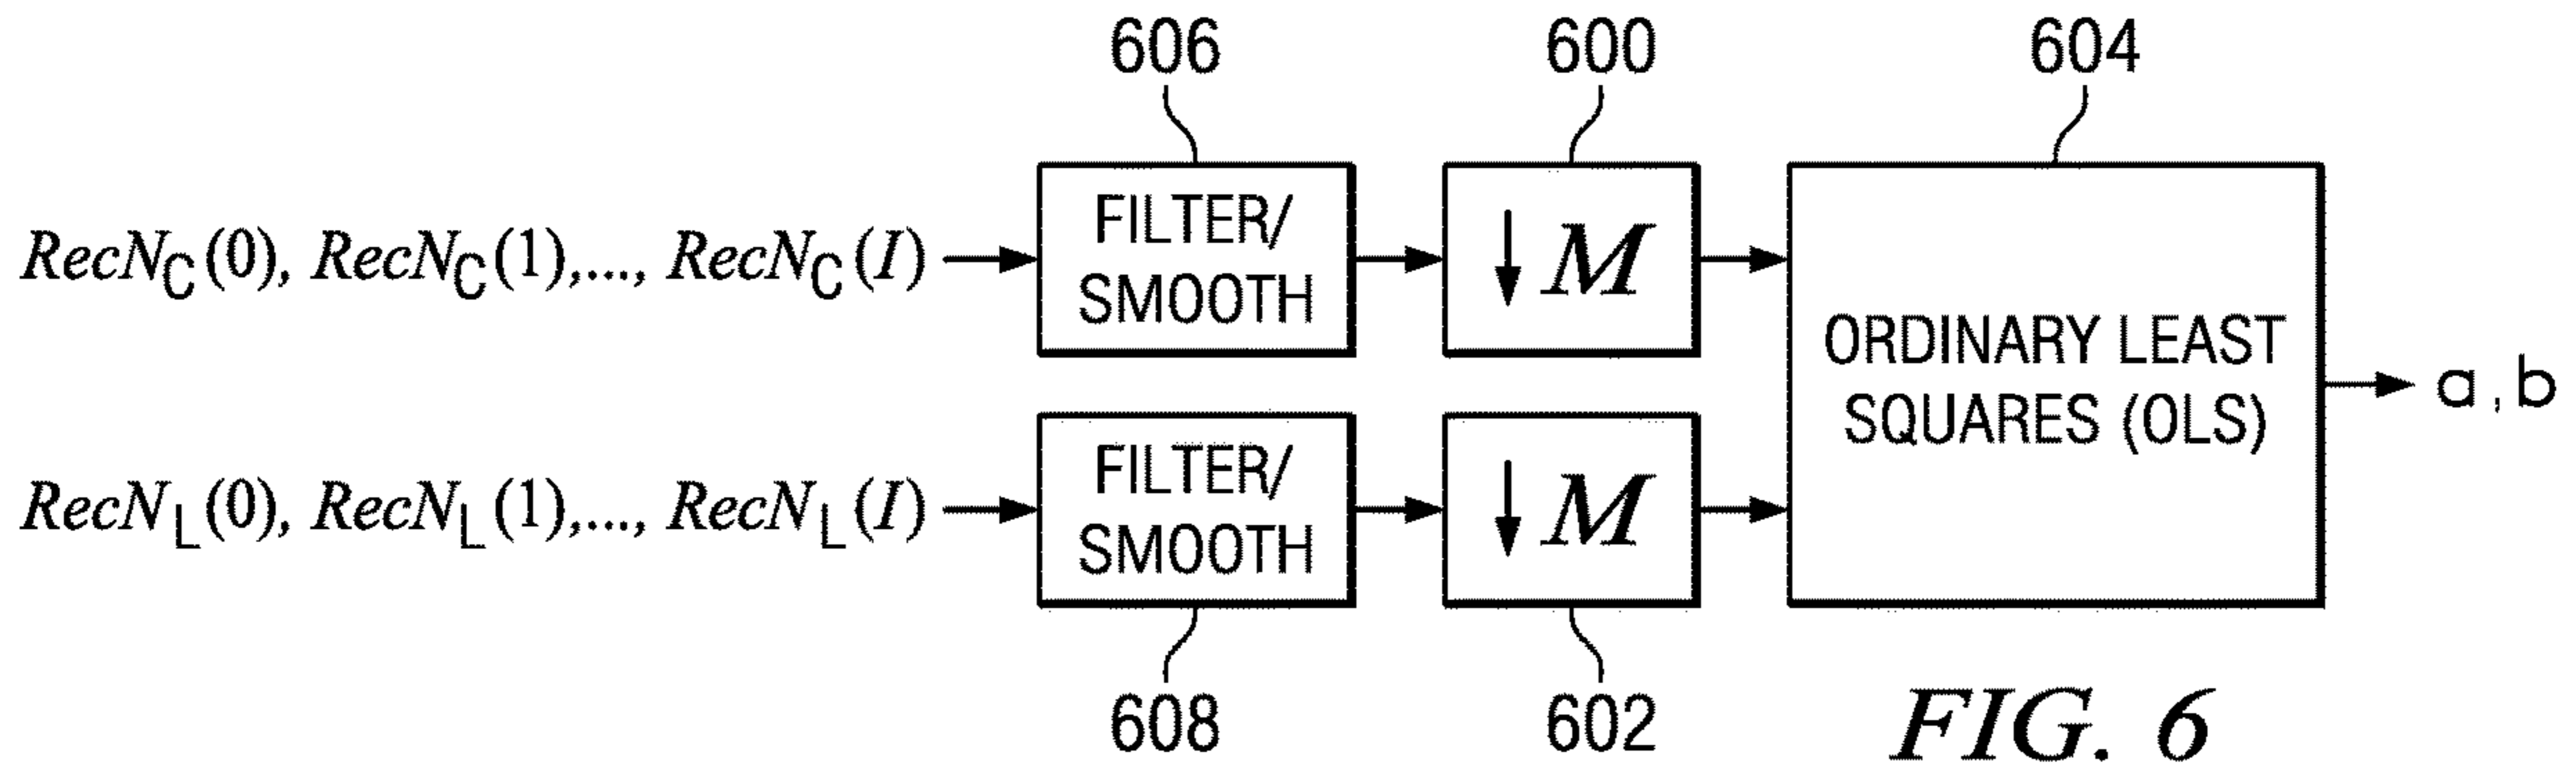 606 600 604
RecN_C(0), RecN_C(1),..., RecN_C(I)
FILTER/
SMOOTH
↓ M
ORDINARY LEAST
SQUARES (OLS)
a, b
RecN_L(0), RecN_L(1),..., RecN_L(I)
FILTER/
SMOOTH
↓ M
608 602
FIG. 6